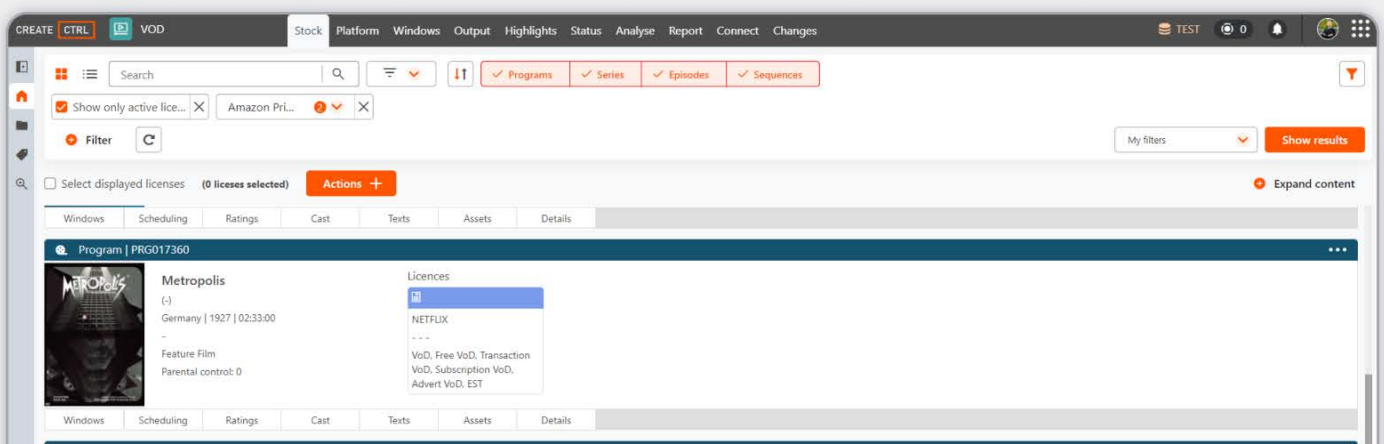 CREATE CTRL VOD Stock Platform Windows Output Highlights Status Analyse Report Connect Changes TEST 0
Search Programs Series Episodes Sequences
Show only active lice... Amazon Pri... 2
Filter My filters Show results
Select displayed licenses (0 liceses selected) Actions Expand content
Windows Scheduling Ratings Cast Texts Assets Details
Program | PRG017360
METROPOLIS
Metropolis
(-)
Germany | 1927 | 02:33:00
-
Feature Film
Parental control: 0
Licences
NETFLIX
- - -
VoD, Free VoD, Transaction
VoD, Subscription VoD,
Advert VoD, EST
Windows Scheduling Ratings Cast Texts Assets Details